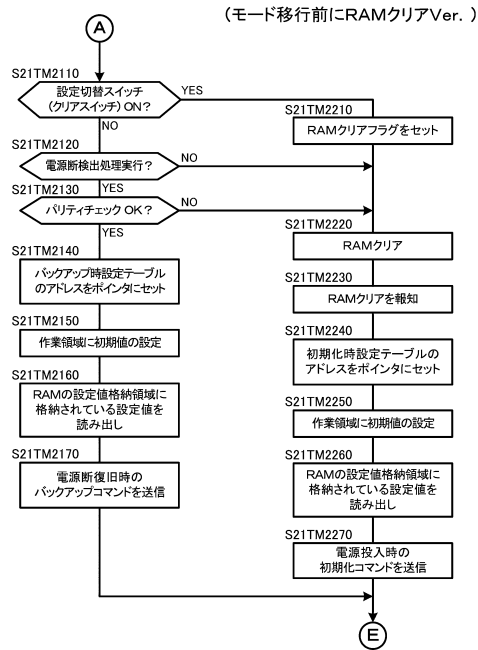 (モード移行前にRAMクリアVer.)
A
S21TM2110
設定切替スイッチ
(クリアスイッチ)ON?
YES
NO
S21TM2210
RAMクリアフラグをセット
S21TM2120
電源断検出処理実行?
NO
YES
S21TM2130
パリティチェック OK?
NO
YES
S21TM2220
RAMクリア
S21TM2140
バックアップ時設定テーブル
のアドレスをポインタにセット
S21TM2230
RAMクリアを報知
S21TM2150
作業領域に初期値の設定
S21TM2240
初期化時設定テーブルの
アドレスをポインタにセット
S21TM2160
RAMの設定値格納領域に
格納されている設定値を
読み出し
S21TM2250
作業領域に初期値の設定
S21TM2170
電源断復旧時の
バックアップコマンドを送信
S21TM2260
RAMの設定値格納領域に
格納されている設定値を
読み出し
S21TM2270
電源投入時の
初期化コマンドを送信
E